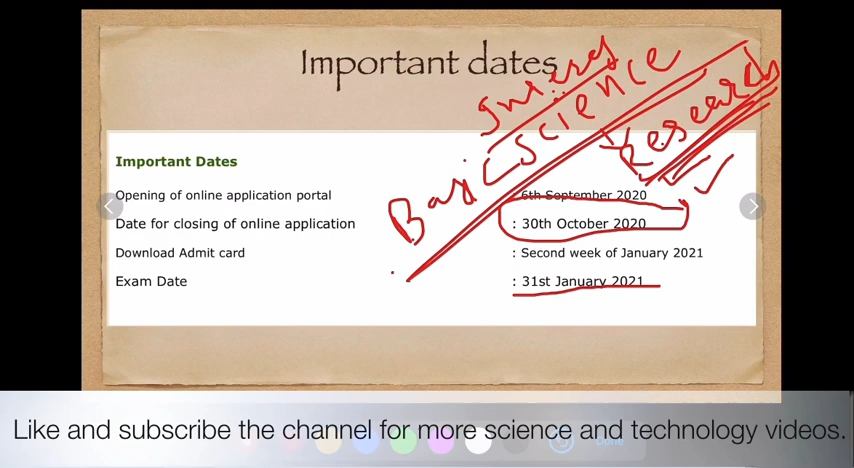 Important dates
Interes
Basic Science
Research
Important Dates
Opening of online application portal : 6th September 2020
Date for closing of online application : 30th October 2020
Download Admit card : Second week of January 2021
Exam Date : 31st January 2021
Like and subscribe the channel for more science and technology videos.